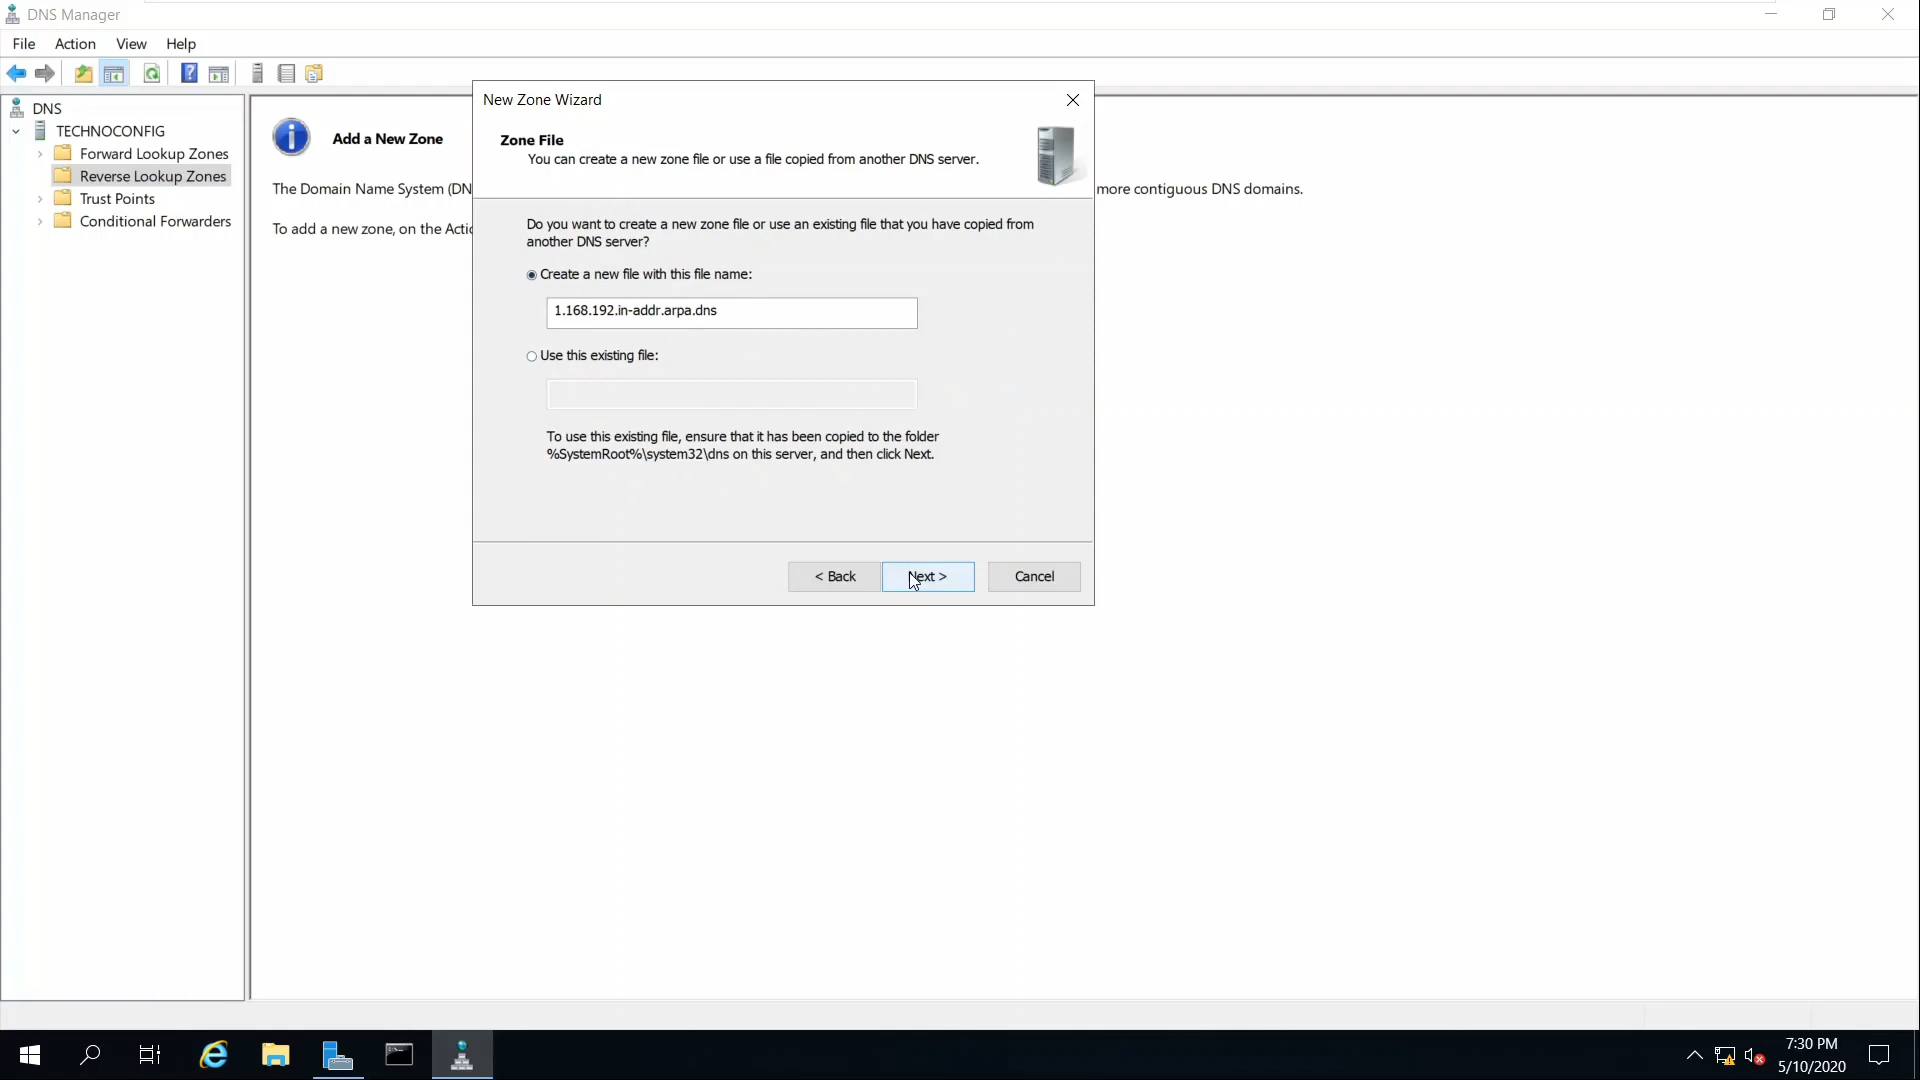 DNS Manager
File Action View Help
DNS
TECHNOCONFIG
Forward Lookup Zones
Reverse Lookup Zones
Trust Points
Conditional Forwarders
Add a New Zone
The Domain Name System (DN
more contiguous DNS domains.
To add a new zone, on the Actio
New Zone Wizard
Zone File
You can create a new zone file or use a file copied from another DNS server.
Do you want to create a new zone file or use an existing file that you have copied from
another DNS server?
Create a new file with this file name:
1.168.192.in-addr.arpa.dns
Use this existing file:
To use this existing file, ensure that it has been copied to the folder
%SystemRoot%\system32\dns on this server, and then click Next.
< Back Next > Cancel
7:30 PM
5/10/2020